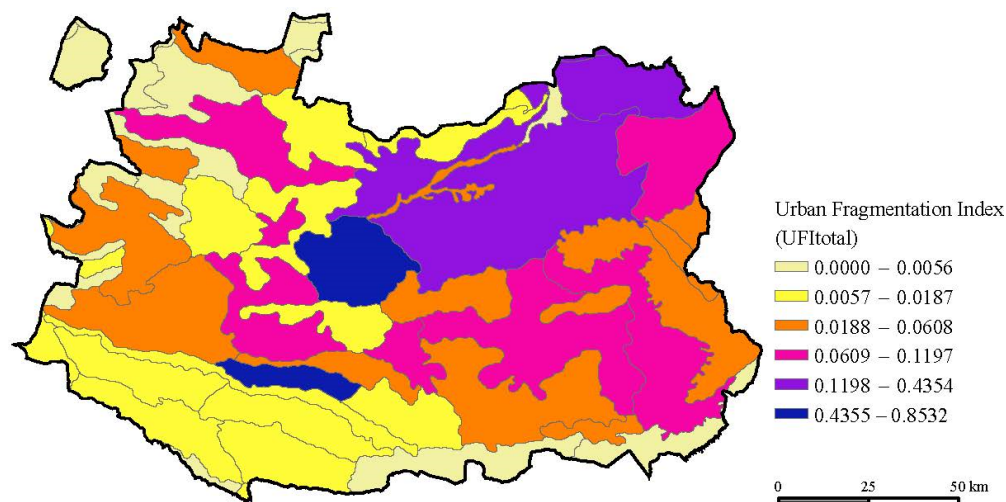 Urban Fragmentation Index
(UFItotal)
0.0000 – 0.0056
0.0057 – 0.0187
0.0188 – 0.0608
0.0609 – 0.1197
0.1198 – 0.4354
0.4355 – 0.8532
0 25 50 km